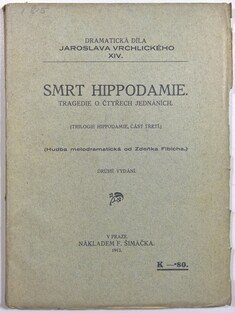 DRAMATICKÁ DÍLA
JAROSLAVA VRCHLICKÉHO
XIV.
SMRT HIPPODAMIE.
TRAGEDIE O ČTYŘECH JEDNÁNÍCH.
(TRILOGIE HIPPODAMIE, ČÁST TŘETÍ.)
(Hudba melodramatická od Zdeňka Fibicha.)
DRUHÉ VYDÁNÍ.
V PRAZE.
NÁKLADEM F. ŠIMÁČKA.
K —·80.